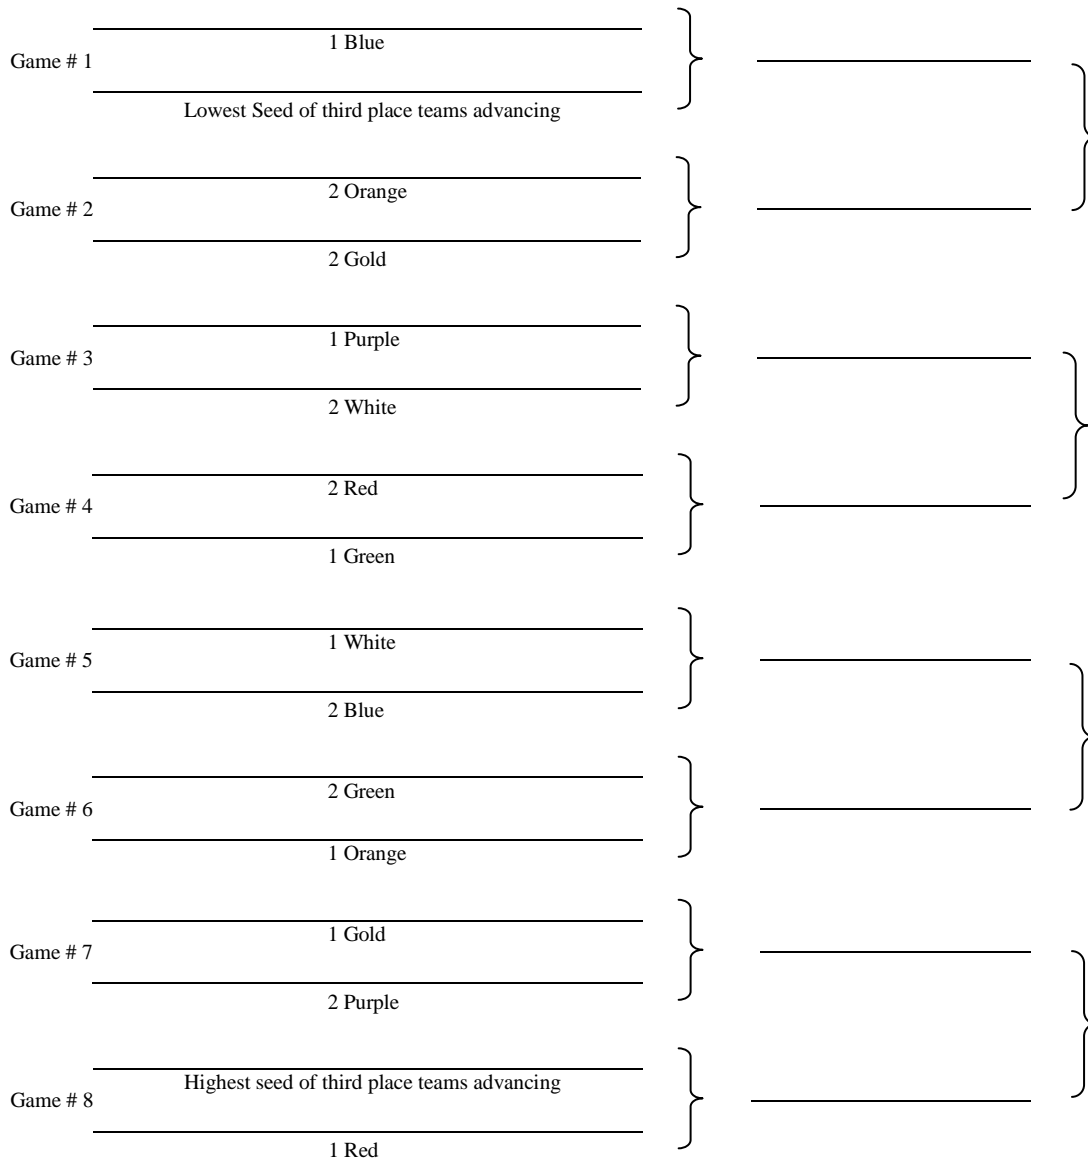 1 Blue
Game # 1
Lowest Seed of third place teams advancing
2 Orange
Game # 2
2 Gold
1 Purple
Game # 3
2 White
2 Red
Game # 4
1 Green
1 White
Game # 5
2 Blue
2 Green
Game # 6
1 Orange
1 Gold
Game # 7
2 Purple
Highest seed of third place teams advancing
Game # 8
1 Red